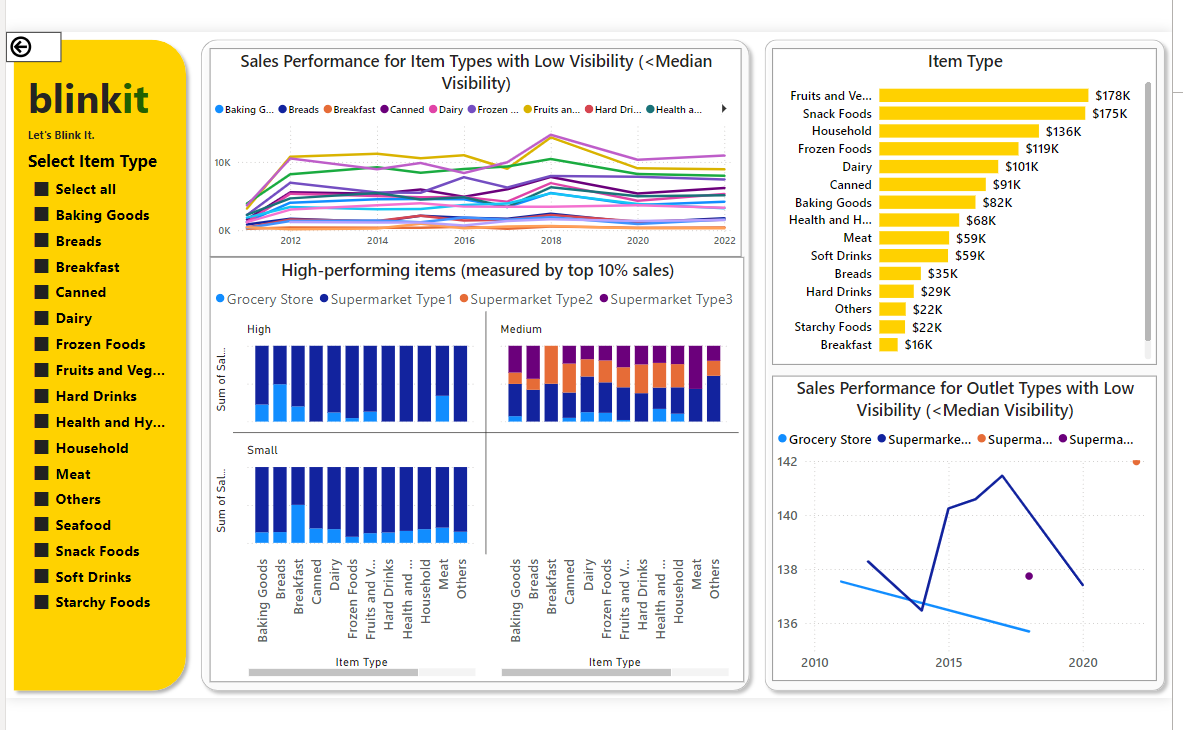 blinkit
Let's Blink It.
Select Item Type
Select all
Baking Goods
Breads
Breakfast
Canned
Dairy
Frozen Foods
Fruits and Veg...
Hard Drinks
Health and Hy...
Household
Meat
Others
Seafood
Snack Foods
Soft Drinks
Starchy Foods
Sales Performance for Item Types with Low Visibility (<Median
Visibility)
Baking G... Breads Breakfast Canned Dairy Frozen ... Fruits an... Hard Dri... Health a...
10K
0K
2012 2014 2016 2018 2020 2022
High-performing items (measured by top 10% sales)
Grocery Store Supermarket Type1 Supermarket Type2 Supermarket Type3
High Medium
Sum of Sal...
Small
Sum of Sal...
Baking Goods
Breads
Breakfast
Canned
Dairy
Frozen Foods
Fruits and V...
Hard Drinks
Health and ...
Household
Meat
Others
Item Type
Baking Goods
Breads
Breakfast
Canned
Dairy
Frozen Foods
Fruits and V...
Hard Drinks
Health and ...
Household
Meat
Others
Item Type
Item Type
Fruits and Ve... $178K
Snack Foods $175K
Household $136K
Frozen Foods $119K
Dairy $101K
Canned $91K
Baking Goods $82K
Health and H... $68K
Meat $59K
Soft Drinks $59K
Breads $35K
Hard Drinks $29K
Others $22K
Starchy Foods $22K
Breakfast $16K
Sales Performance for Outlet Types with Low
Visibility (<Median Visibility)
Grocery Store Supermarke... Superma... Superma...
142
140
138
136
2010 2015 2020